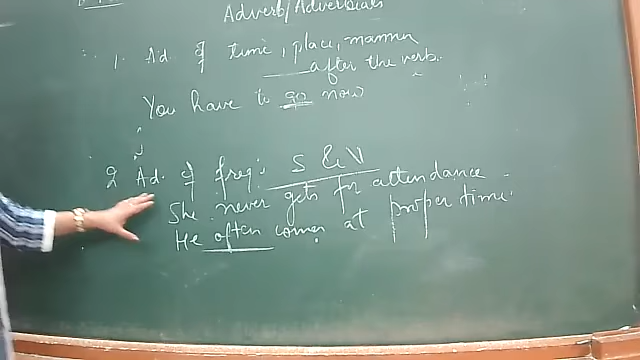 Adverb/Adverbials
1. Ad. of time, place, manner
after the verb.
You have to go now
2 Ad. of freq: S & V
She never gets for attendance
He often comes at proper time.